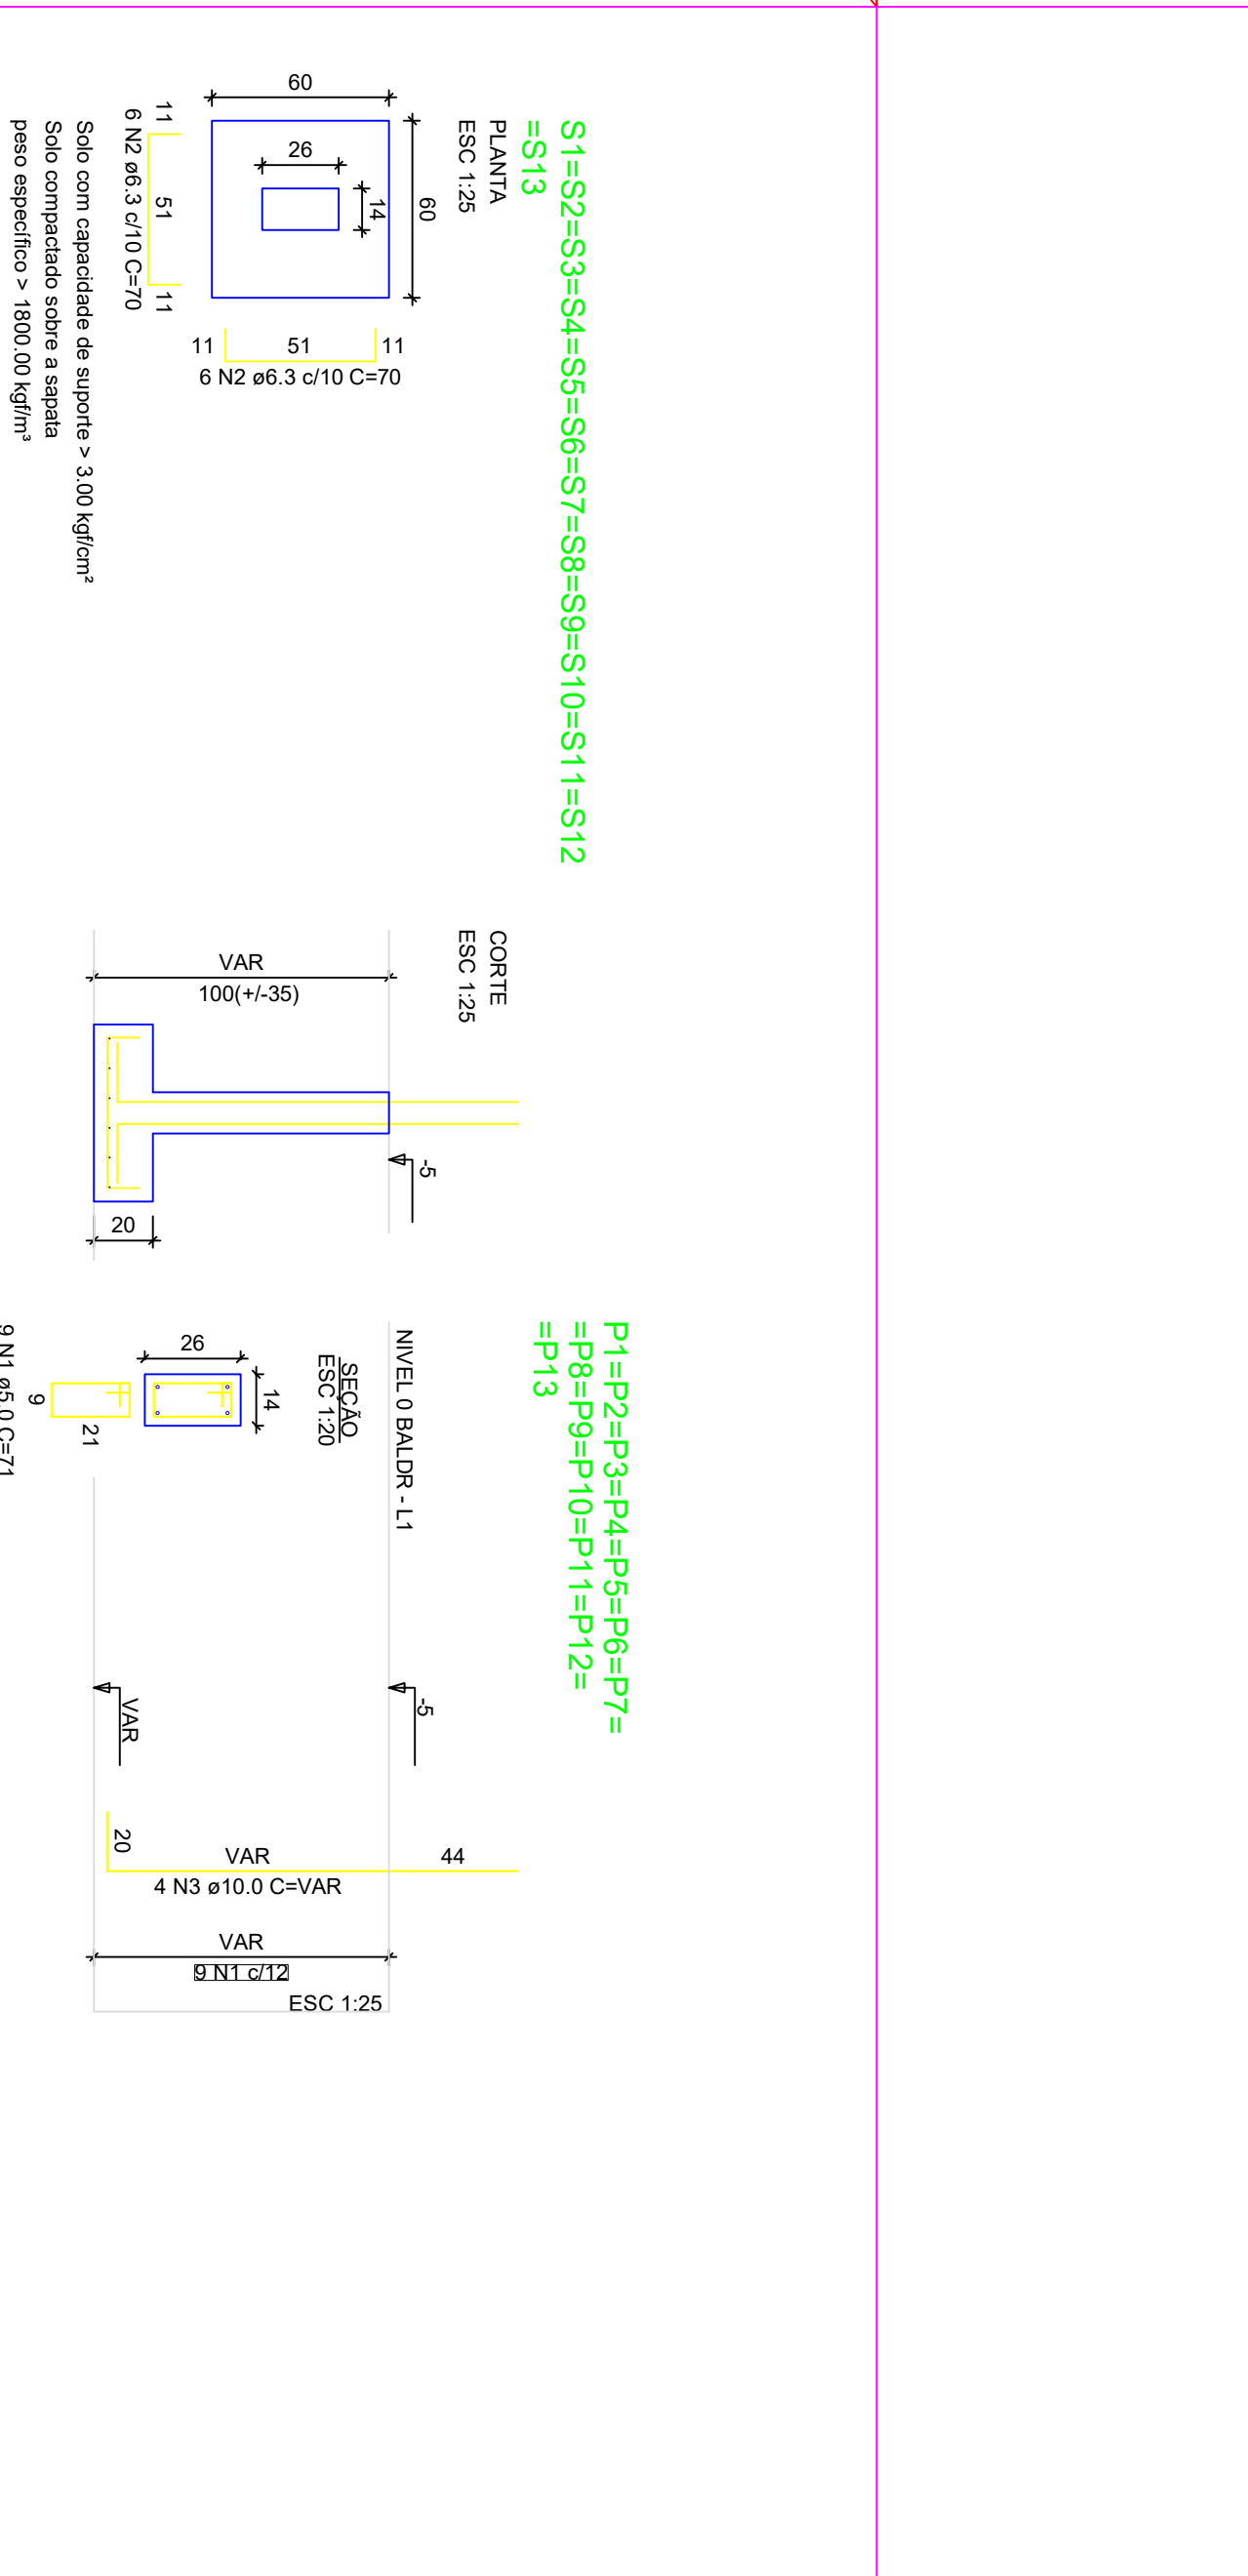 S1=S2=S3=S4=S5=S6=S7=S8=S9=S10=S11=S12
=S13
PLANTA
ESC 1:25
60
60
26
14
11
51
11
6 N2 ø6.3 c/10 C=70
11
51
11
6 N2 ø6.3 c/10 C=70
Solo com capacidade de suporte > 3.00 kgf/cm²
Solo compactado sobre a sapata
peso específico > 1800.00 kgf/m³
CORTE
ESC 1:25
VAR
100(+/-35)
-5
20
P1=P2=P3=P4=P5=P6=P7=
=P8=P9=P10=P11=P12=
=P13
NIVEL 0 BALDR - L1
SEÇÃO
ESC 1:20
26
14
9
21
9 N1 ø5.0 C=71
-5
VAR
20
VAR
44
4 N3 ø10.0 C=VAR
VAR
9 N1 c/12
ESC 1:25